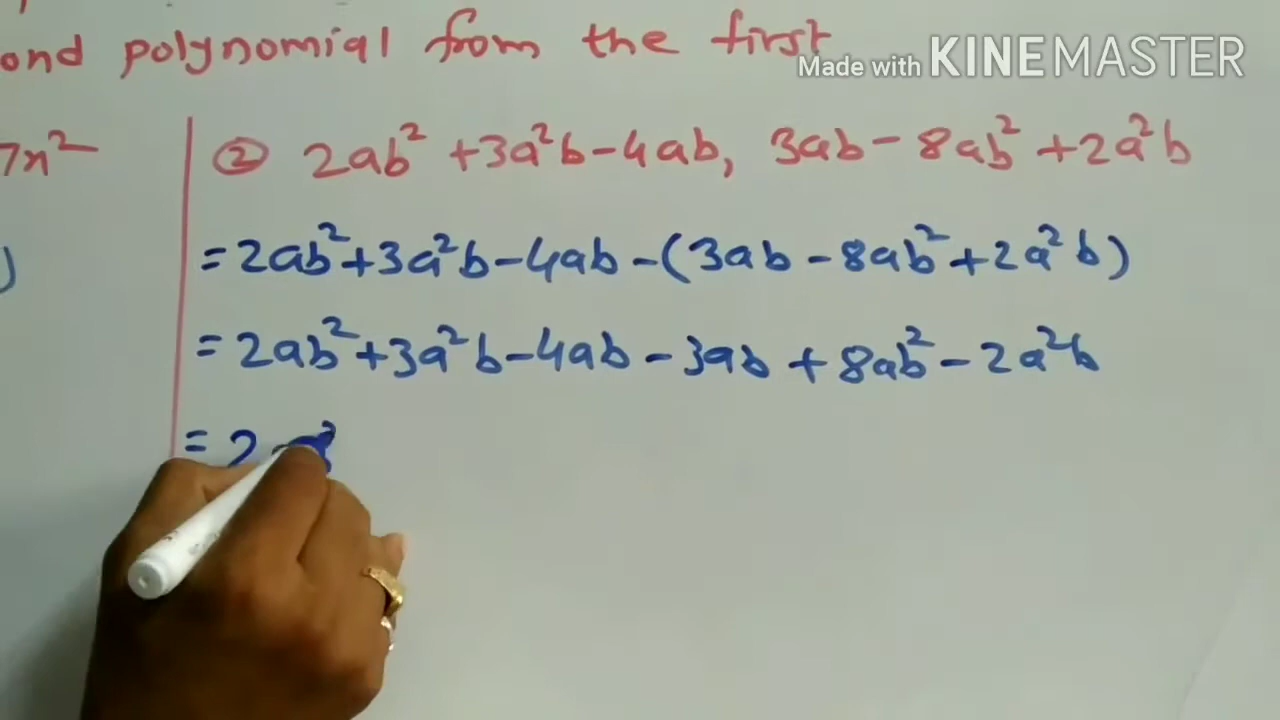 ond polynomial from the first
Made with KINEMASTER
7x²
② 2ab² + 3a²b - 4ab, 3ab - 8ab² + 2a²b
= 2ab² + 3a²b - 4ab - (3ab - 8ab² + 2a²b)
)
= 2ab² + 3a²b - 4ab - 3ab + 8ab² - 2a²b
= 2